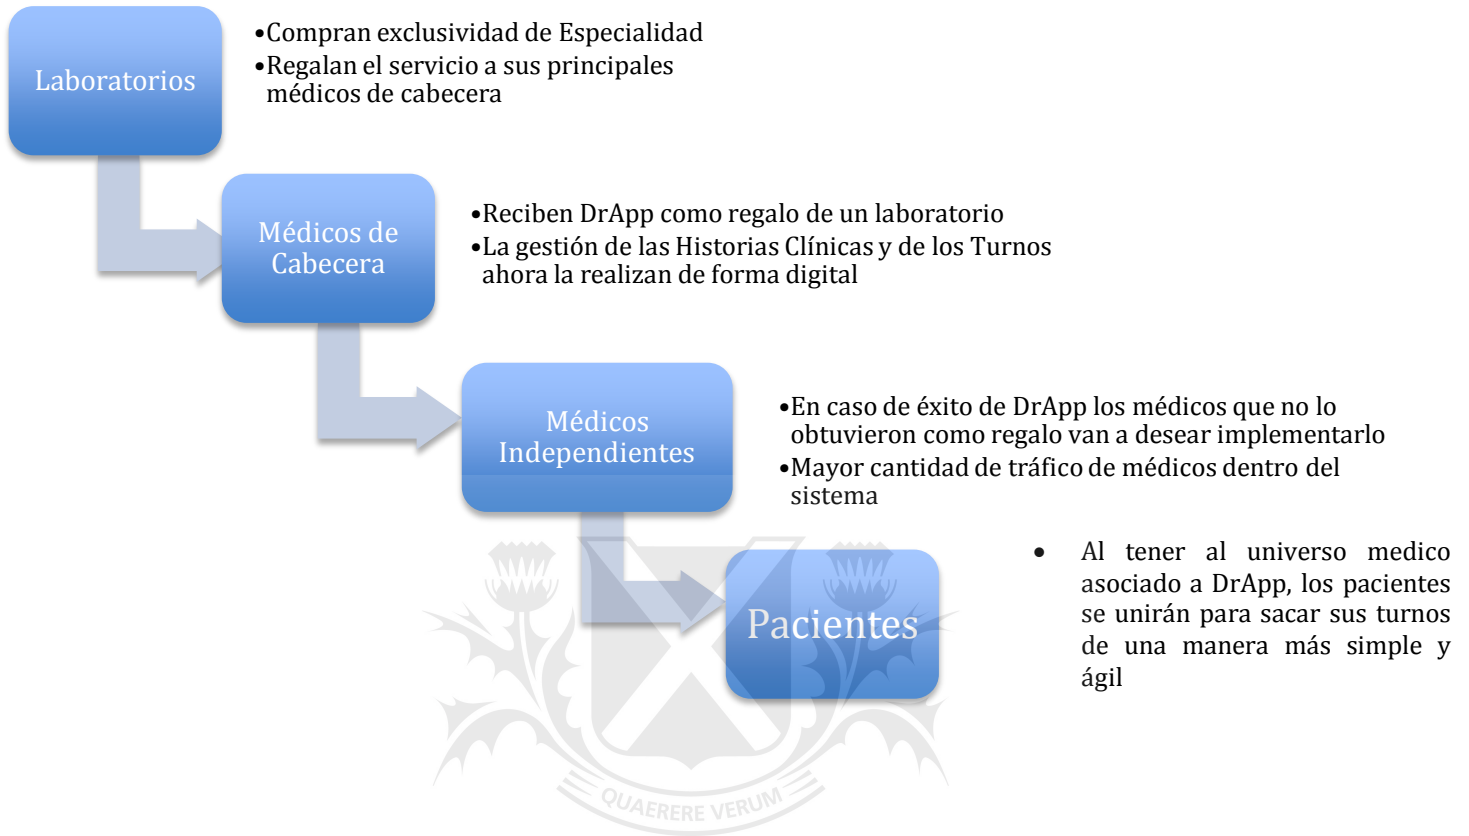 Laboratorios
•Compran exclusividad de Especialidad
•Regalan el servicio a sus principales
médicos de cabecera
Médicos de
Cabecera
•Reciben DrApp como regalo de un laboratorio
•La gestión de las Historias Clínicas y de los Turnos
ahora la realizan de forma digital
Médicos
Independientes
•En caso de éxito de DrApp los médicos que no lo
obtuvieron como regalo van a desear implementarlo
•Mayor cantidad de tráfico de médicos dentro del
sistema
Pacientes
• Al tener al universo medico
asociado a DrApp, los pacientes
se unirán para sacar sus turnos
de una manera más simple y
ágil
QUAERERE VERUM